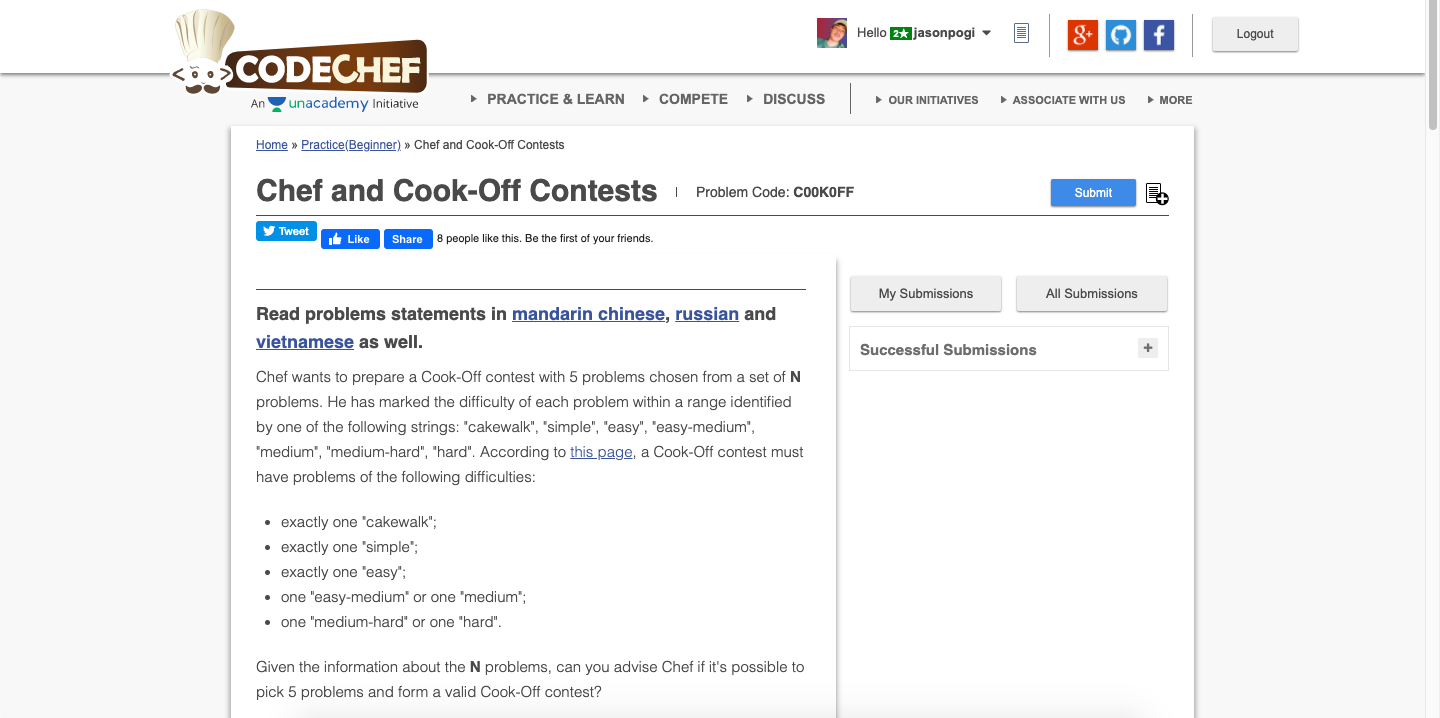 Hello 2★ jasonpogi
Logout
CODECHEF
An unacademy Initiative
PRACTICE & LEARN
COMPETE
DISCUSS
OUR INITIATIVES
ASSOCIATE WITH US
MORE
Home » Practice(Beginner) » Chef and Cook-Off Contests
Chef and Cook-Off Contests | Problem Code: C00K0FF
Submit
Tweet
Like
Share
8 people like this. Be the first of your friends.
My Submissions
All Submissions
Successful Submissions
+
Read problems statements in mandarin chinese, russian and
vietnamese as well.
Chef wants to prepare a Cook-Off contest with 5 problems chosen from a set of N
problems. He has marked the difficulty of each problem within a range identified
by one of the following strings: "cakewalk", "simple", "easy", "easy-medium",
"medium", "medium-hard", "hard". According to this page, a Cook-Off contest must
have problems of the following difficulties:
• exactly one "cakewalk";
• exactly one "simple";
• exactly one "easy";
• one "easy-medium" or one "medium";
• one "medium-hard" or one "hard".
Given the information about the N problems, can you advise Chef if it's possible to
pick 5 problems and form a valid Cook-Off contest?